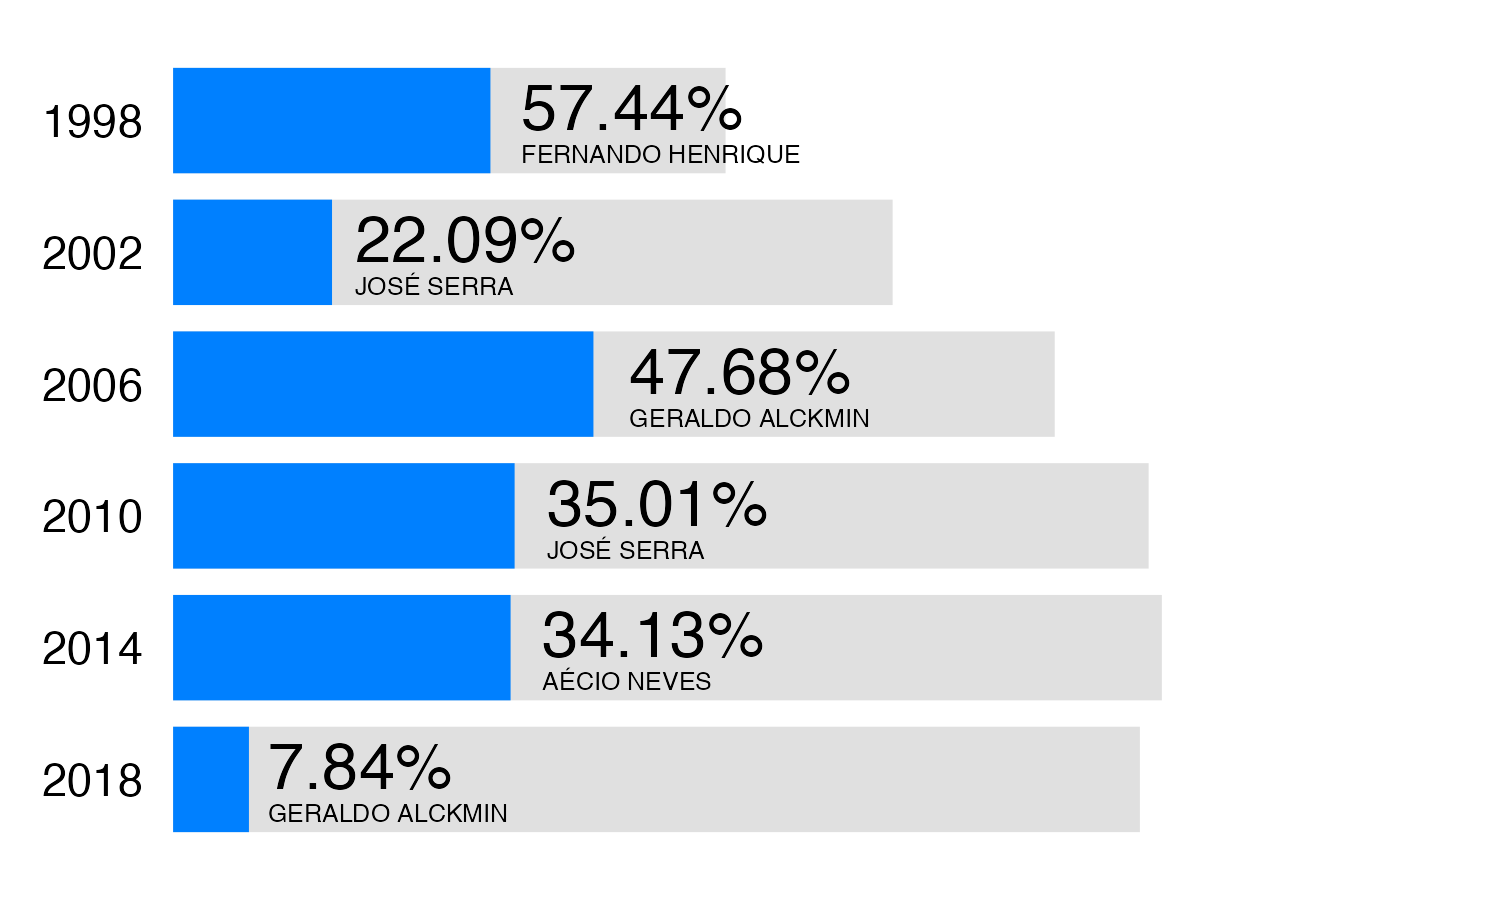 1998
57.44%
FERNANDO HENRIQUE
2002
22.09%
JOSÉ SERRA
2006
47.68%
GERALDO ALCKMIN
2010
35.01%
JOSÉ SERRA
2014
34.13%
AÉCIO NEVES
2018
7.84%
GERALDO ALCKMIN